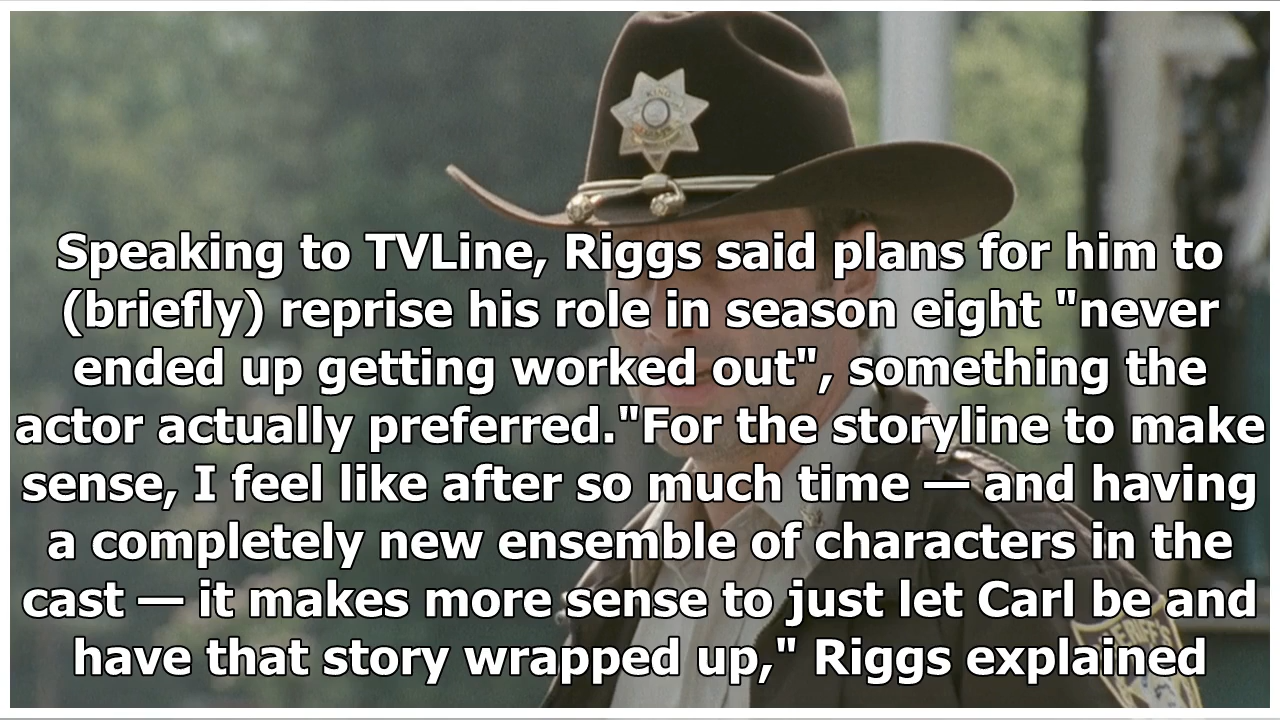 KING
Speaking to TVLine, Riggs said plans for him to
(briefly) reprise his role in season eight "never
ended up getting worked out", something the
actor actually preferred."For the storyline to make
sense, I feel like after so much time — and having
a completely new ensemble of characters in the
cast — it makes more sense to just let Carl be and
have that story wrapped up," Riggs explained